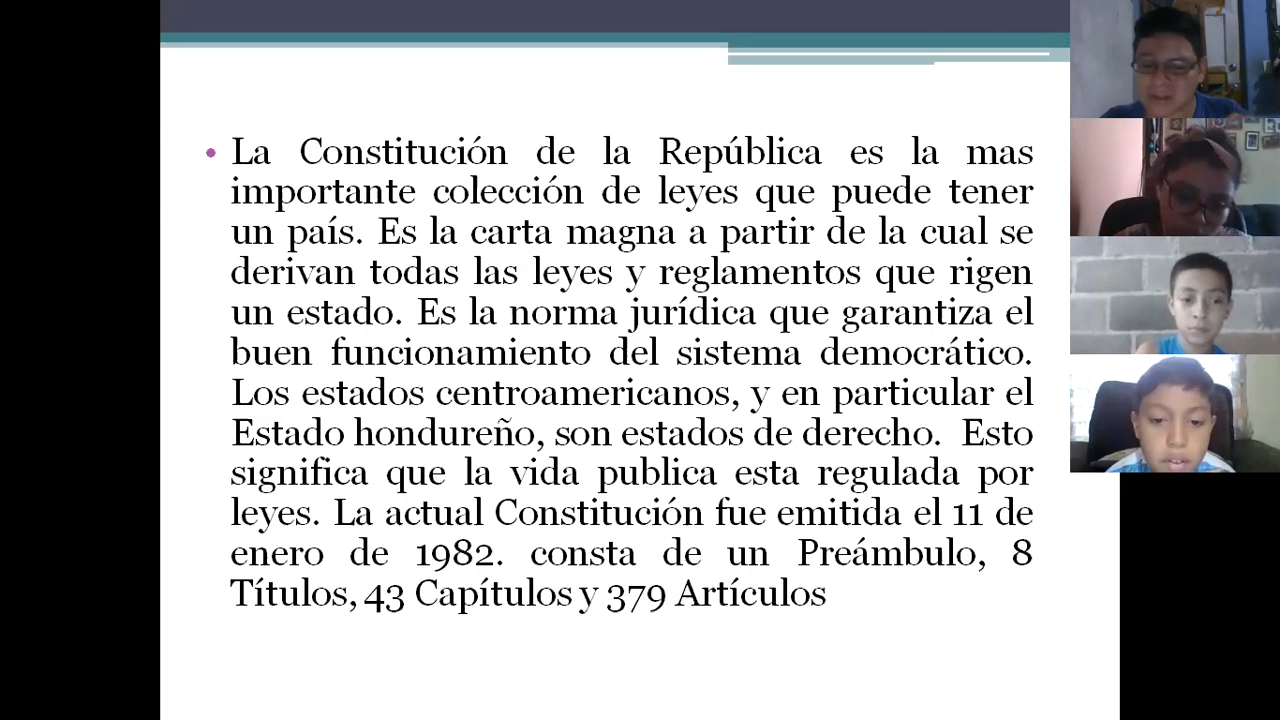 La Constitución de la República es la mas
importante colección de leyes que puede tener
un país. Es la carta magna a partir de la cual se
derivan todas las leyes y reglamentos que rigen
un estado. Es la norma jurídica que garantiza el
buen funcionamiento del sistema democrático.
Los estados centroamericanos, y en particular el
Estado hondureño, son estados de derecho. Esto
significa que la vida publica esta regulada por
leyes. La actual Constitución fue emitida el 11 de
enero de 1982. consta de un Preámbulo, 8
Títulos, 43 Capítulos y 379 Artículos